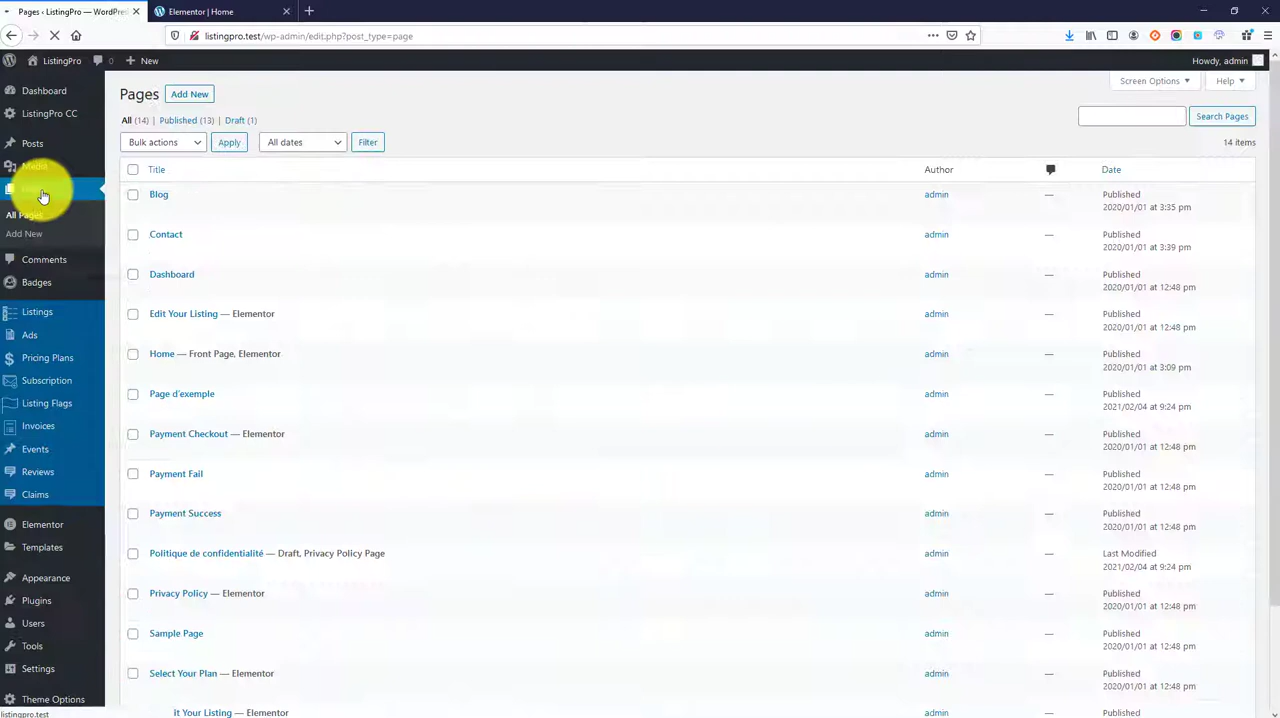 Pages ‹ ListingPro — WordPres
Elementor | Home
listingpro.test/wp-admin/edit.php?post_type=page
ListingPro
0
New
Howdy, admin
Dashboard
ListingPro CC
Posts
Media
All Pages
Add New
Comments
Badges
Listings
Ads
Pricing Plans
Subscription
Listing Flags
Invoices
Events
Reviews
Claims
Elementor
Templates
Appearance
Plugins
Users
Tools
Settings
Theme Options
listingpro.test
Screen Options
Help
Pages
Add New
All (14) | Published (13) | Draft (1)
Search Pages
Bulk actions
Apply
All dates
Filter
14 items
Title
Author
Date
Blog
admin
—
Published
2020/01/01 at 3:35 pm
Contact
admin
—
Published
2020/01/01 at 3:39 pm
Dashboard
admin
—
Published
2020/01/01 at 12:48 pm
Edit Your Listing — Elementor
admin
—
Published
2020/01/01 at 12:48 pm
Home — Front Page, Elementor
admin
—
Published
2020/01/01 at 3:09 pm
Page d'exemple
admin
—
Published
2021/02/04 at 9:24 pm
Payment Checkout — Elementor
admin
—
Published
2020/01/01 at 12:48 pm
Payment Fail
admin
—
Published
2020/01/01 at 12:48 pm
Payment Success
admin
—
Published
2020/01/01 at 12:48 pm
Politique de confidentialité — Draft, Privacy Policy Page
admin
—
Last Modified
2021/02/04 at 9:24 pm
Privacy Policy — Elementor
admin
—
Published
2020/01/01 at 12:48 pm
Sample Page
admin
—
Published
2020/01/01 at 12:48 pm
Select Your Plan — Elementor
admin
—
Published
2020/01/01 at 12:48 pm
it Your Listing — Elementor
admin
—
Published